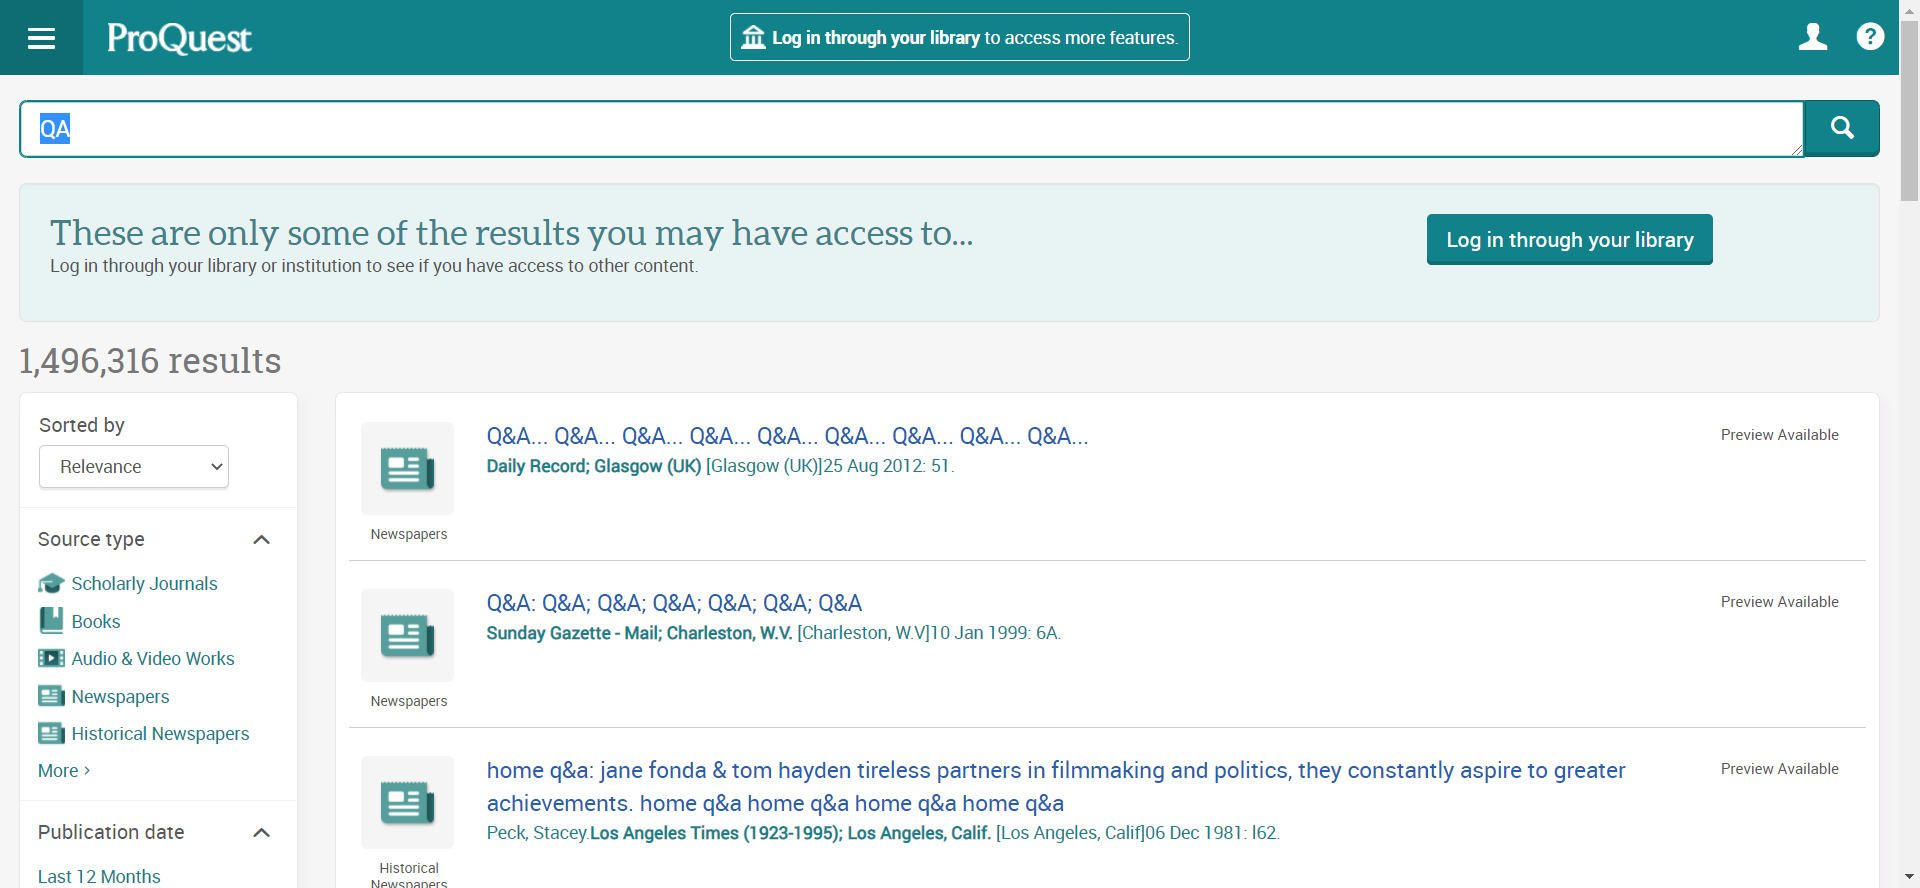 ProQuest
Log in through your library to access more features.
?
QA
These are only some of the results you may have access to...
Log in through your library or institution to see if you have access to other content.
Log in through your library
1,496,316 results
Sorted by
Relevance
Source type
Scholarly Journals
Books
Audio & Video Works
Newspapers
Historical Newspapers
More ›
Publication date
Last 12 Months
Q&A... Q&A... Q&A... Q&A... Q&A... Q&A... Q&A... Q&A... Q&A...
Daily Record; Glasgow (UK) [Glasgow (UK)]25 Aug 2012: 51.
Newspapers
Preview Available
Q&A: Q&A; Q&A; Q&A; Q&A; Q&A; Q&A
Sunday Gazette - Mail; Charleston, W.V. [Charleston, W.V]10 Jan 1999: 6A.
Newspapers
Preview Available
home q&a: jane fonda & tom hayden tireless partners in filmmaking and politics, they constantly aspire to greater
achievements. home q&a home q&a home q&a home q&a
Peck, Stacey.Los Angeles Times (1923-1995); Los Angeles, Calif. [Los Angeles, Calif]06 Dec 1981: l62.
Historical
Newspapers
Preview Available